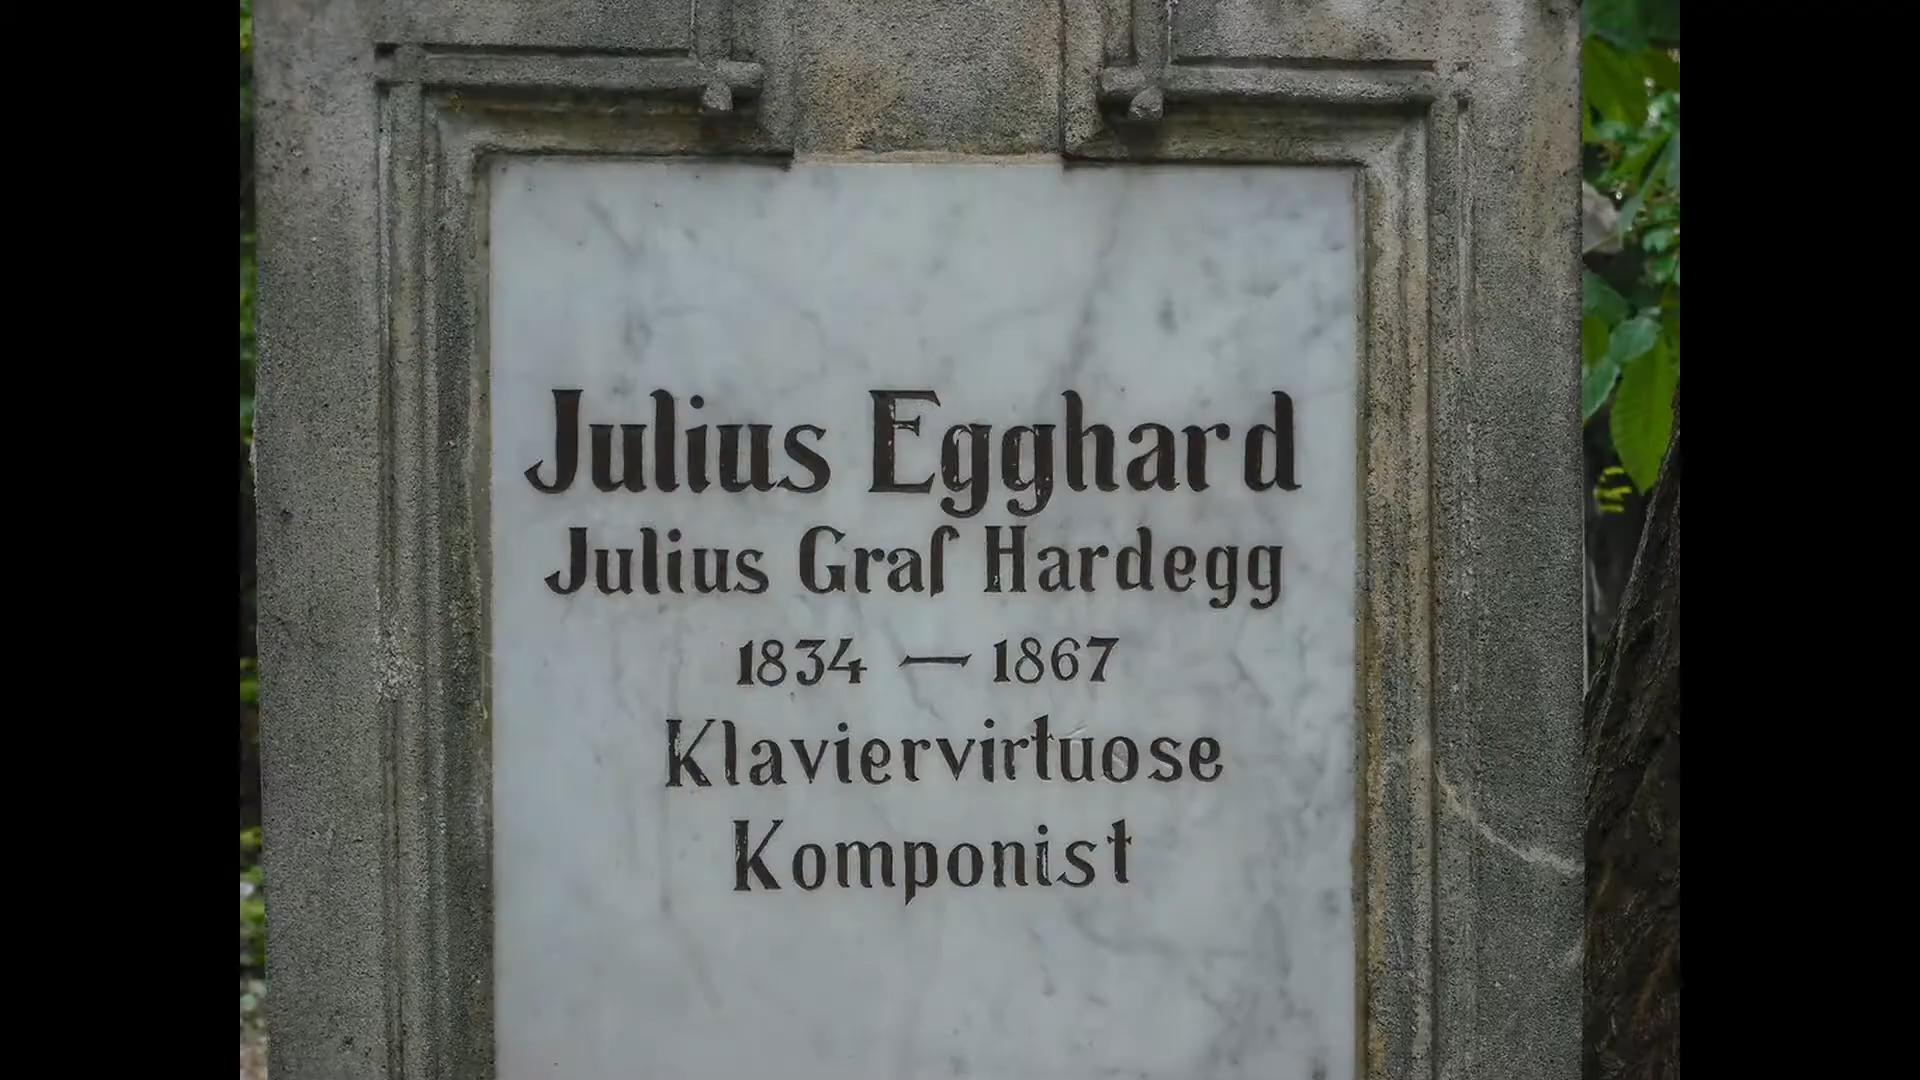 Julius Egghard
Julius Graf Hardegg
1834 — 1867
Klaviervirtuose
Komponist